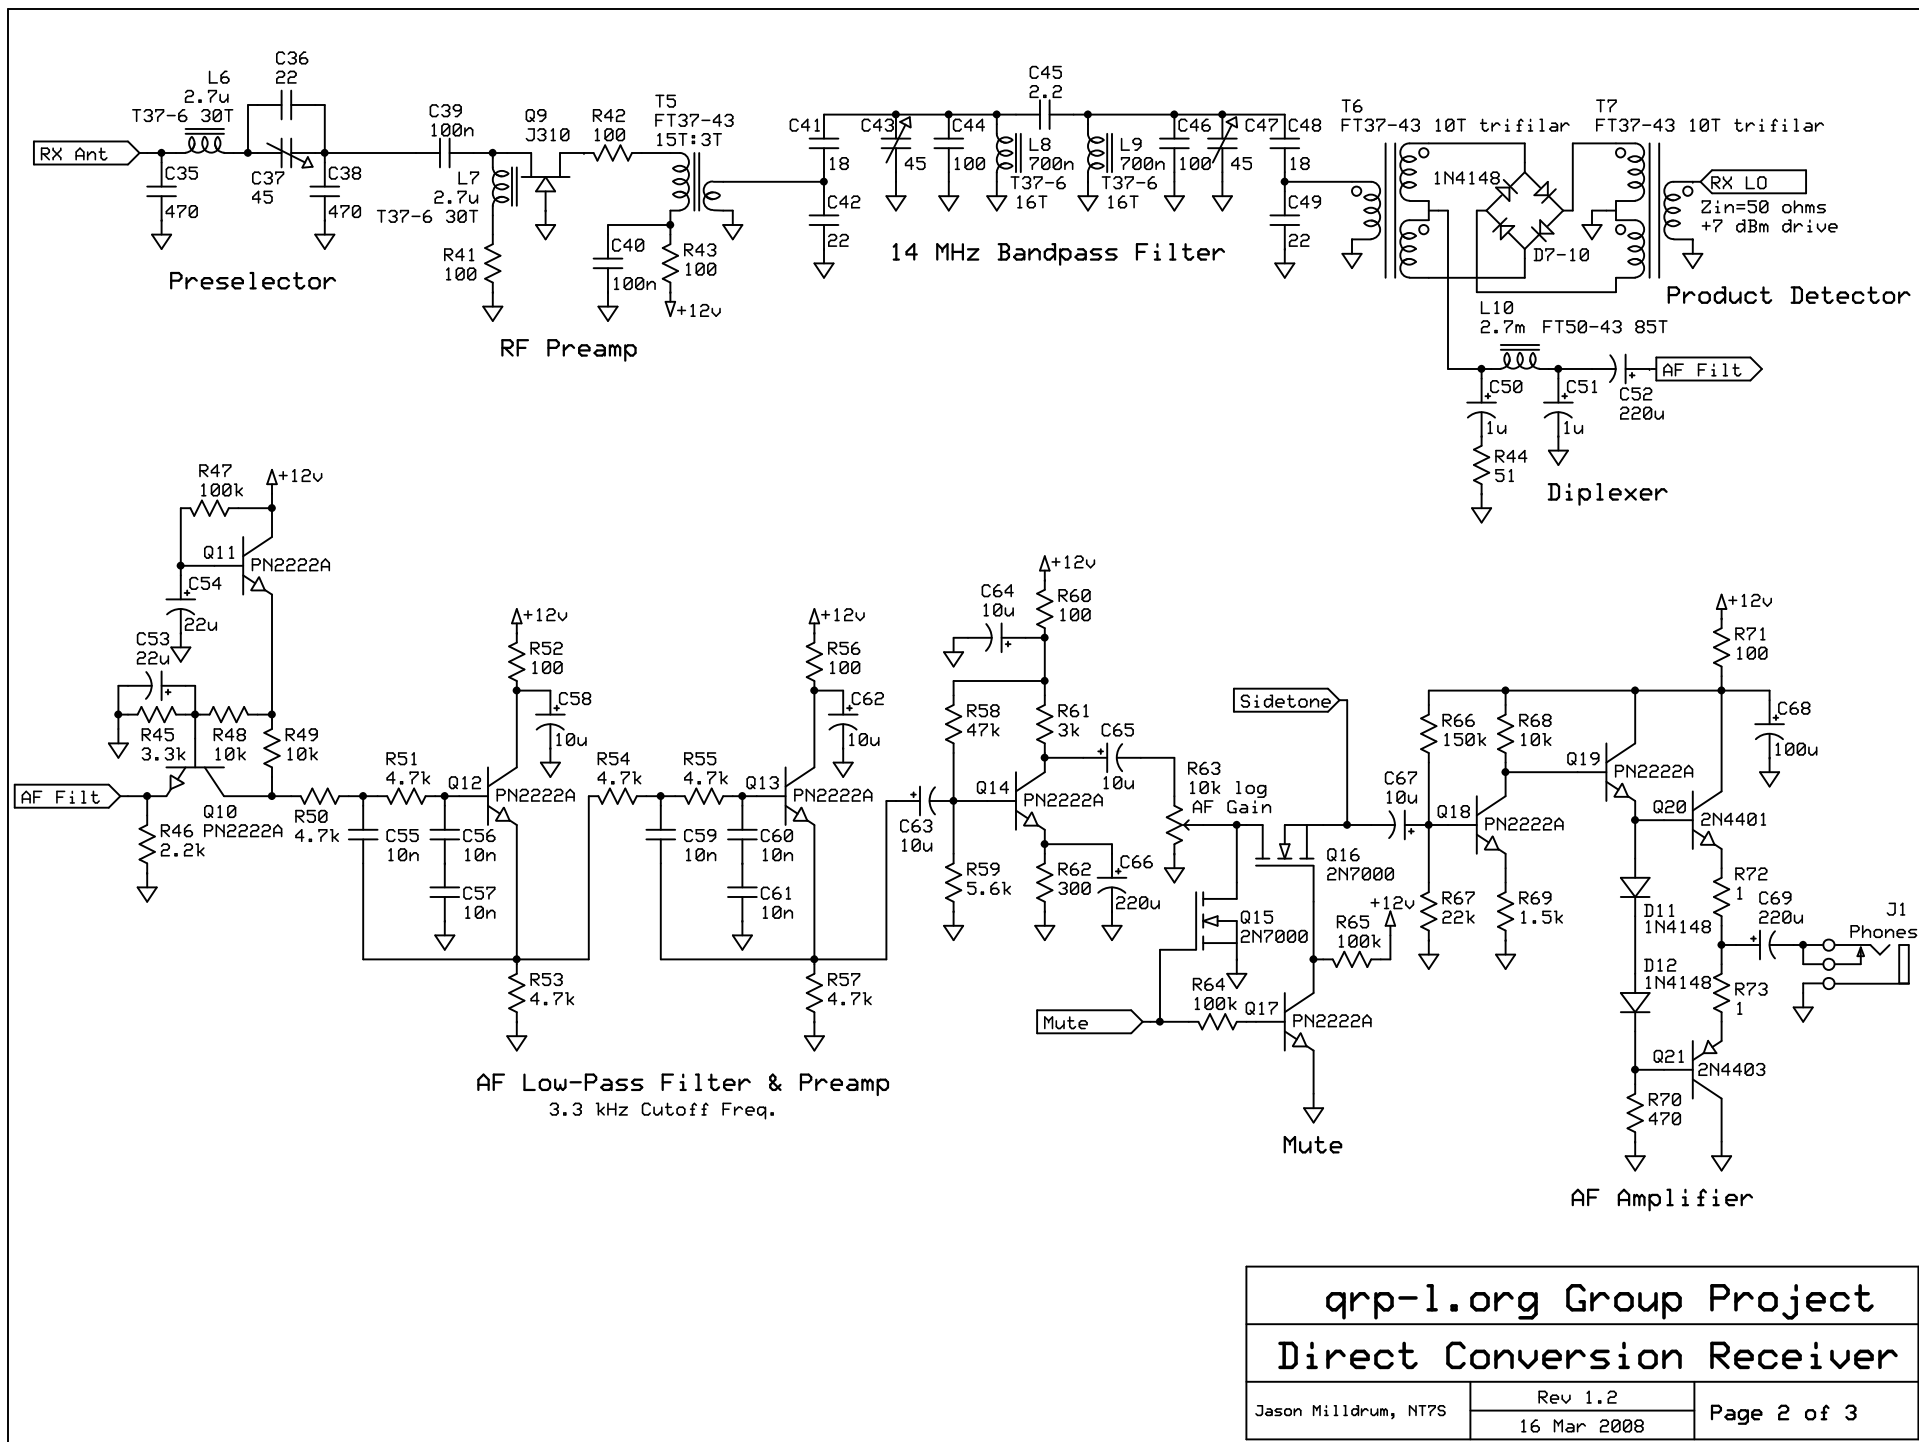 C36
22
L6
2.7u
T37-6 30T
RX Ant
C35
470
C37
45
C38
470
Preselector
C39
100n
Q9
J310
R42
100
T5
FT37-43
15T:3T
L7
2.7u
T37-6 30T
R41
100
C40
100n
R43
100
+12v
RF Preamp
C41
18
C42
22
C43
45
C44
100
L8
700n
T37-6
16T
C45
2.2
L9
700n
T37-6
16T
C46
100
C47
45
C48
18
C49
22
14 MHz Bandpass Filter
T6
FT37-43 10T trifilar
T7
FT37-43 10T trifilar
1N4148
D7-10
RX LO
Zin=50 ohms
+7 dBm drive
Product Detector
L10
2.7m FT50-43 85T
C50
1u
C51
1u
C52
220u
AF Filt
R44
51
Diplexer
R47
100k
+12v
Q11
PN2222A
C54
22u
C53
22u
R45
3.3k
R48
10k
R49
10k
AF Filt
Q10
PN2222A
R46
2.2k
R50
4.7k
R51
4.7k
C55
10n
C56
10n
C57
10n
Q12
PN2222A
+12v
R52
100
C58
10u
R53
4.7k
R54
4.7k
R55
4.7k
C59
10n
C60
10n
C61
10n
Q13
PN2222A
+12v
R56
100
C62
10u
R57
4.7k
AF Low-Pass Filter & Preamp
3.3 kHz Cutoff Freq.
C63
10u
C64
10u
+12v
R60
100
R58
47k
R61
3k
C65
10u
Q14
PN2222A
R59
5.6k
R62
300
C66
220u
R63
10k log
AF Gain
Sidetone
Q16
2N7000
Q15
2N7000
+12v
R65
100k
R64
100k
Q17
PN2222A
Mute
Mute
C67
10u
R66
150k
R68
10k
Q18
PN2222A
R67
22k
R69
1.5k
+12v
R71
100
C68
100u
Q19
PN2222A
Q20
2N4401
D11
1N4148
D12
1N4148
R72
1
R73
1
C69
220u
J1
Phones
Q21
2N4403
R70
470
AF Amplifier
qrp-l.org Group Project
Direct Conversion Receiver
Jason Milldrum, NT7S
Rev 1.2
16 Mar 2008
Page 2 of 3